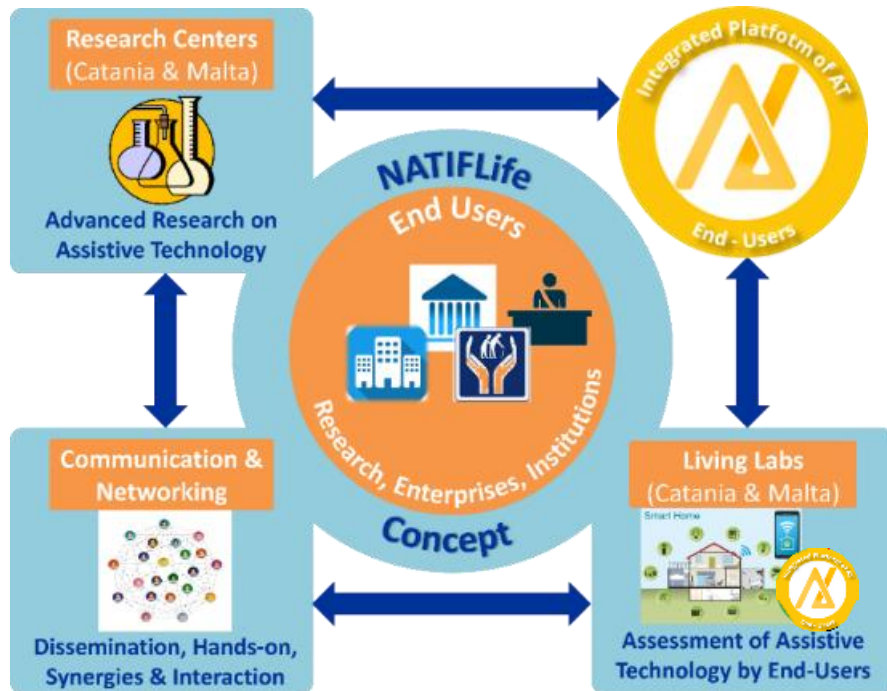 Research Centers
(Catania & Malta)
Advanced Research on
Assistive Technology
Integrated Platfotm of AT
End - Users
NATIFLife
End Users
Research, Enterprises, Institutions
Concept
Communication &
Networking
Dissemination, Hands-on,
Synergies & Interaction
Living Labs
(Catania & Malta)
Smart Home
Assessment of Assistive
Technology by End-Users